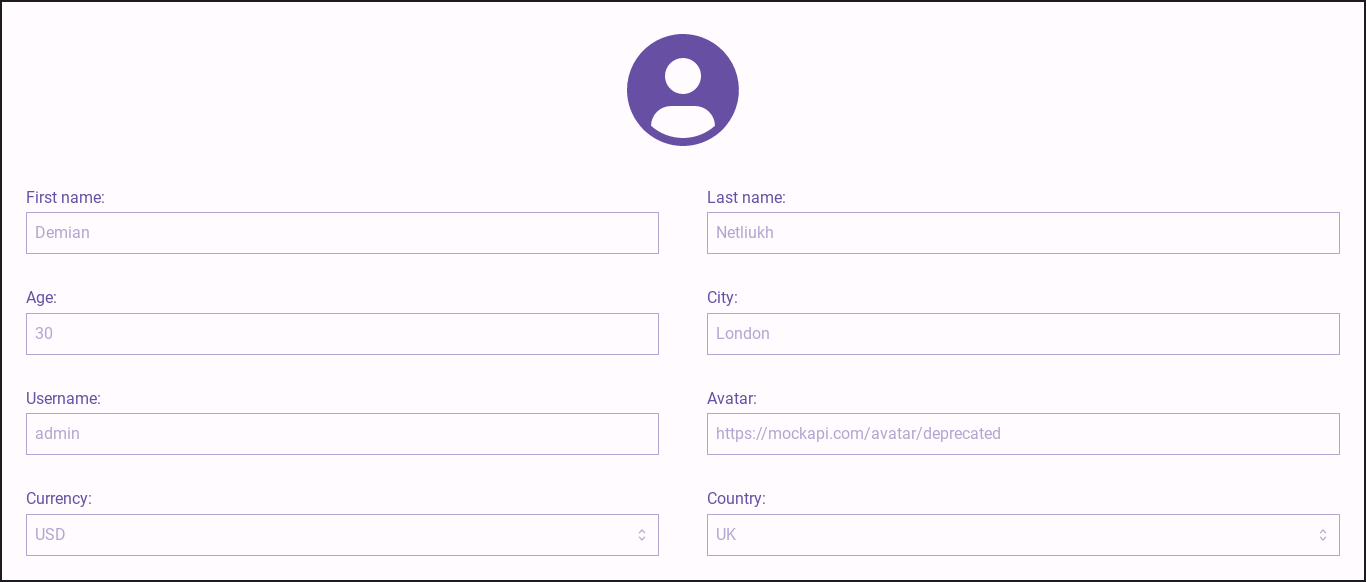 First name:
Last name:
Demian
Netliukh
Age:
City:
30
London
Username:
Avatar:
admin
https://mockapi.com/avatar/deprecated
Currency:
Country:
USD
UK